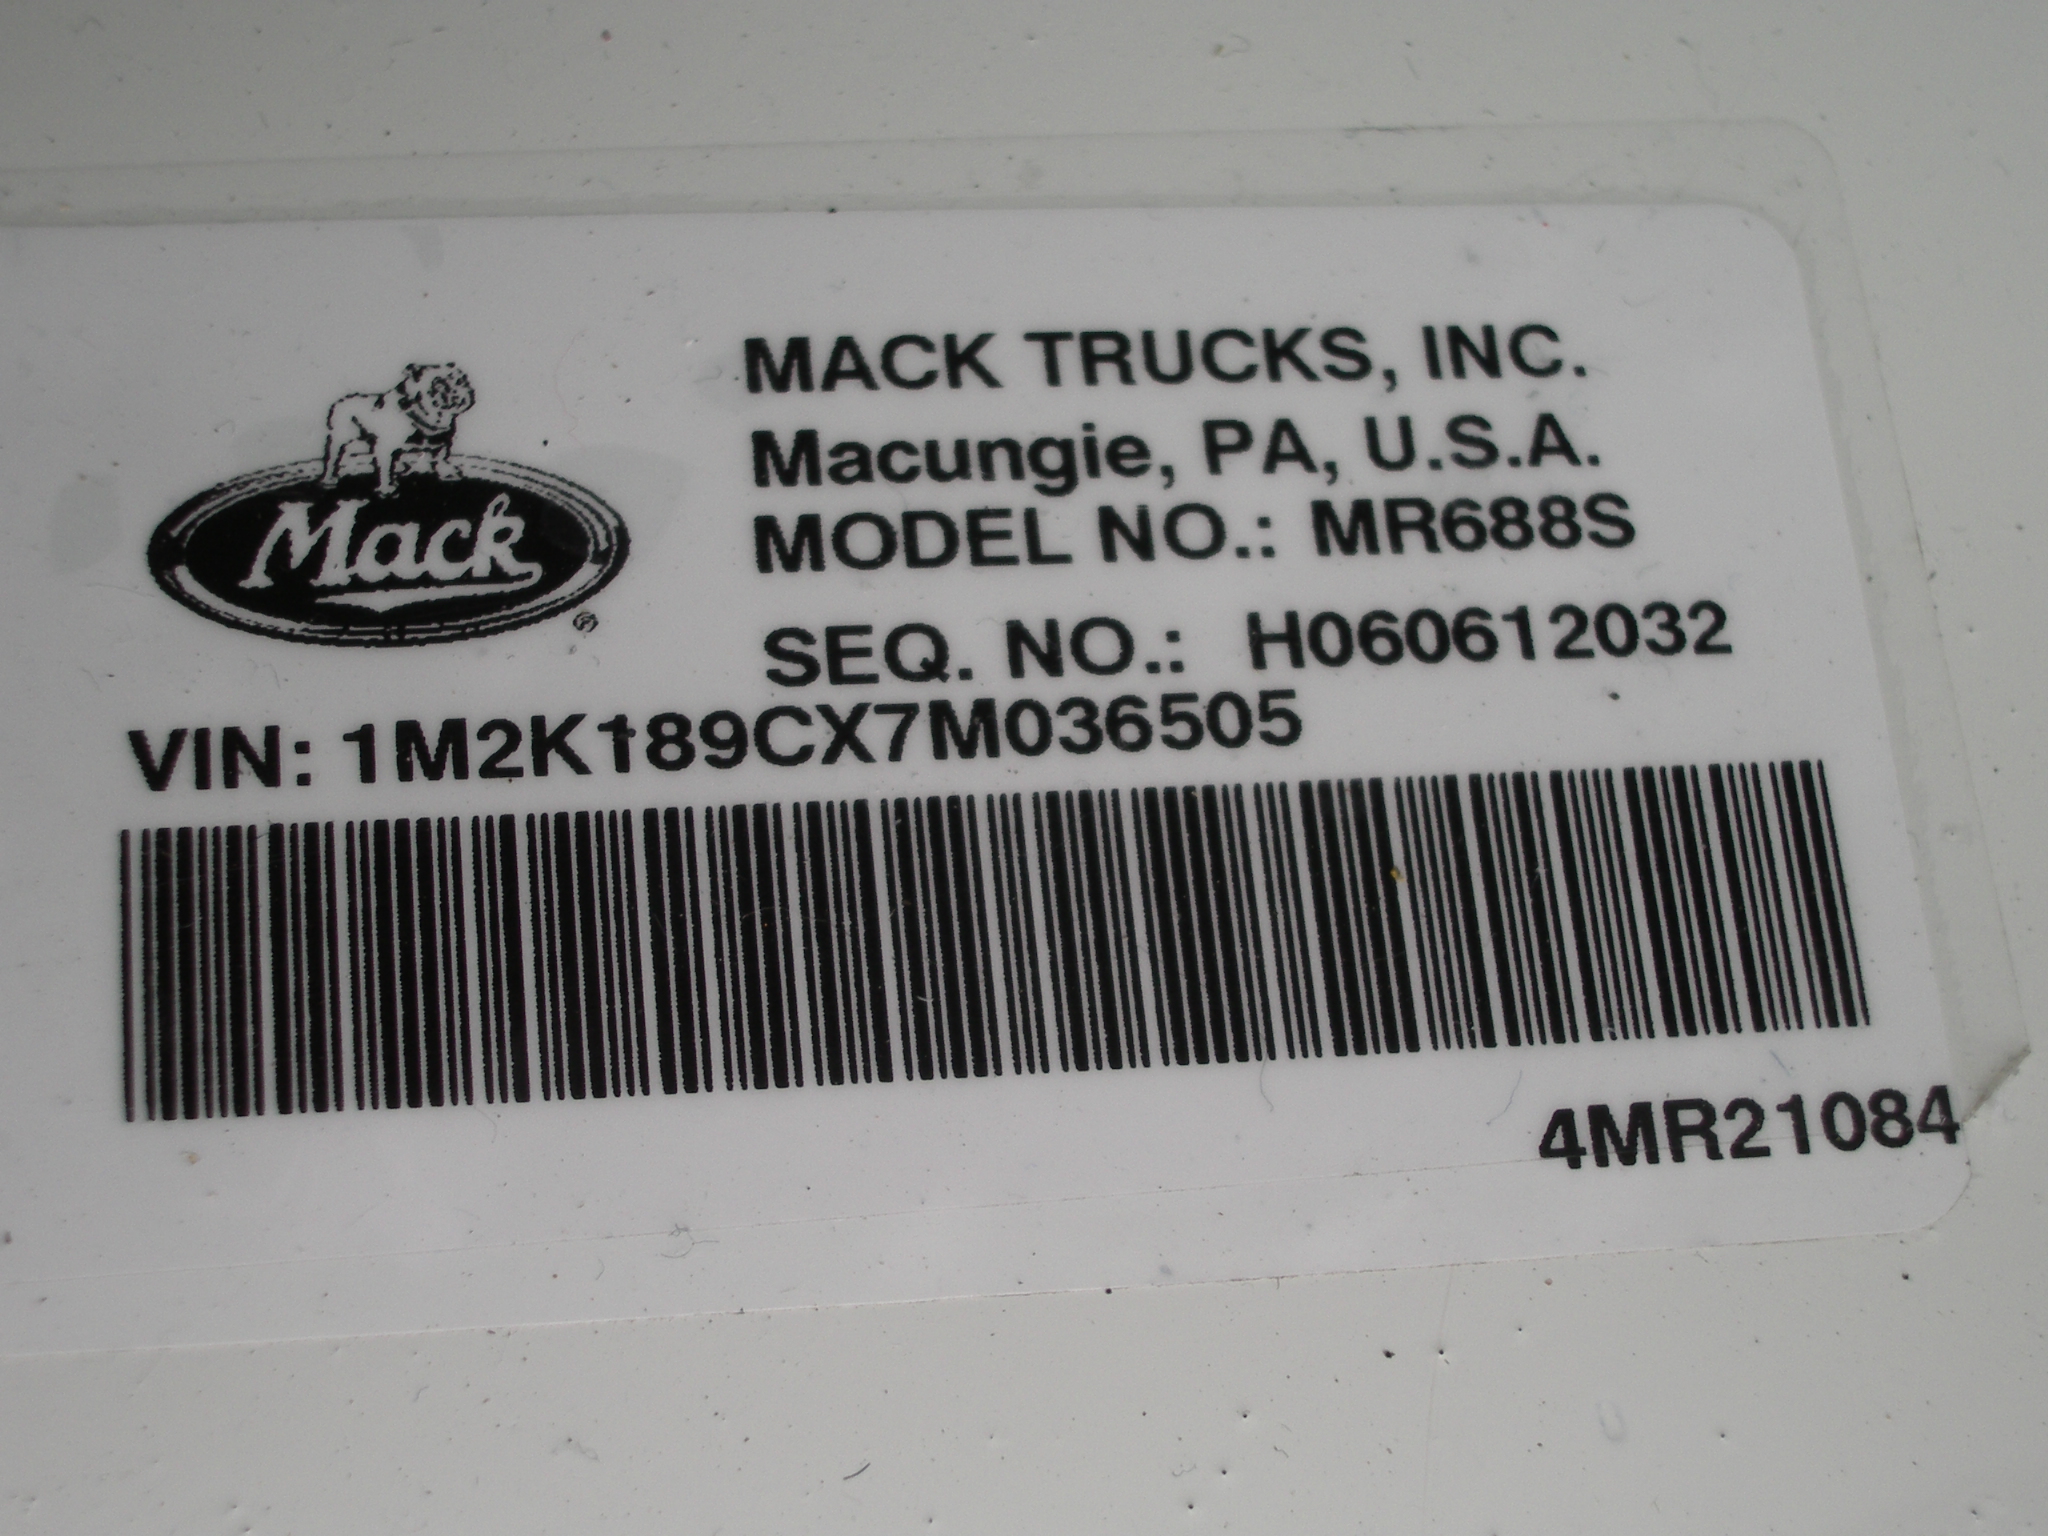 MACK TRUCKS, INC.
Macungie, PA, U.S.A.
MODEL NO.: MR688S
Mack ®
SEQ. NO.: H060612032
VIN: 1M2K189CX7M036505
4MR21084